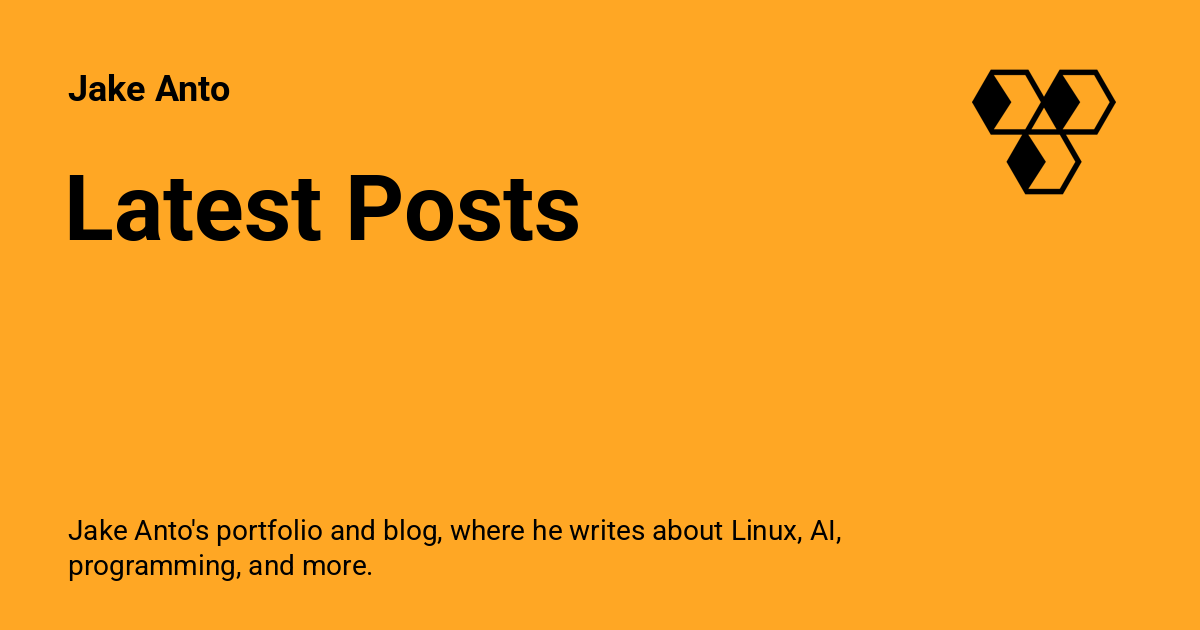 Jake Anto
Latest Posts
Jake Anto's portfolio and blog, where he writes about Linux, AI,
programming, and more.